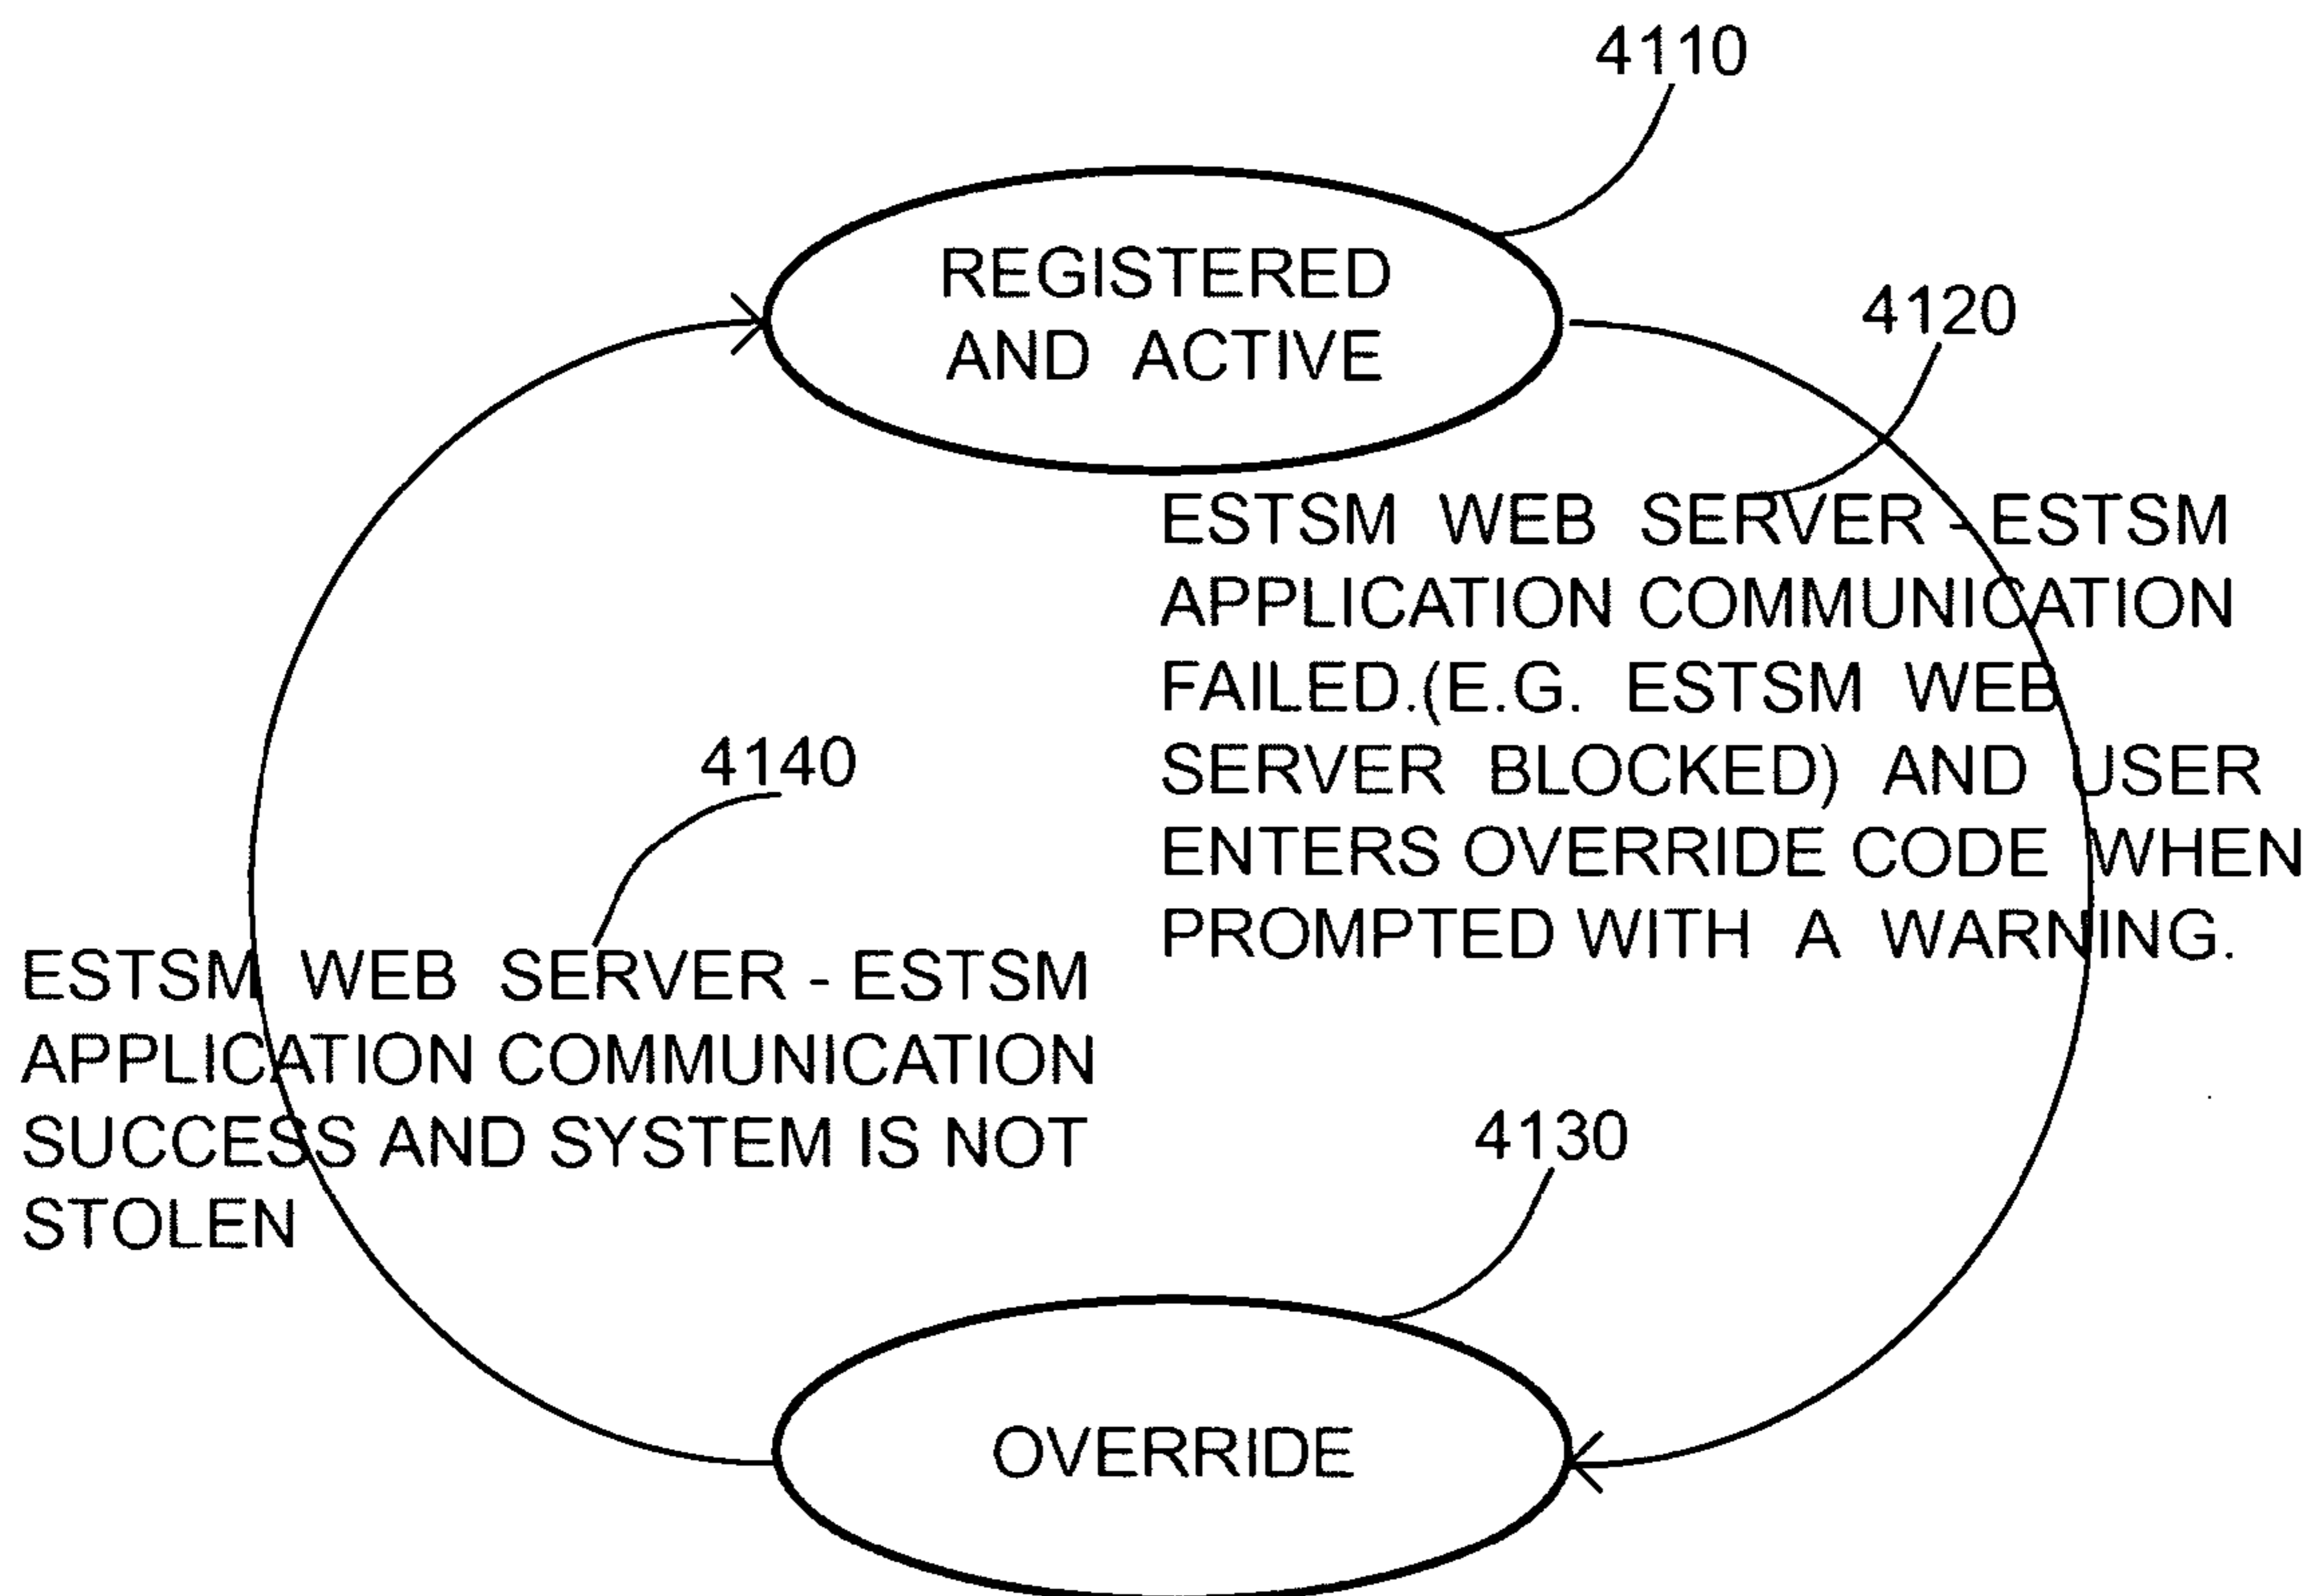 4110
REGISTERED
AND ACTIVE
4120
ESTSM WEB SERVER - ESTSM
APPLICATION COMMUNICATION
FAILED.(E.G. ESTSM WEB
SERVER BLOCKED) AND USER
ENTERS OVERRIDE CODE WHEN
PROMPTED WITH A WARNING.
4140
ESTSM WEB SERVER - ESTSM
APPLICATION COMMUNICATION
SUCCESS AND SYSTEM IS NOT
STOLEN
4130
OVERRIDE